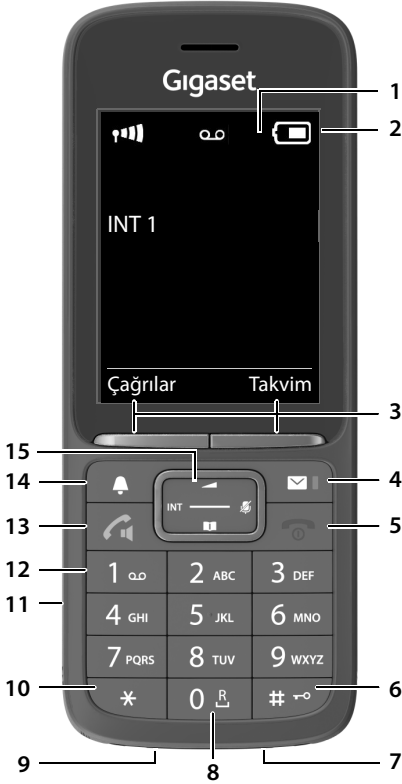 Gigaset
1
2
INT 1
Çağrılar Takvim
3
15
14
4
INT
13
5
12
1 2 ABC 3 DEF
11
4 GHI 5 JKL 6 MNO
7 PQRS 8 TUV 9 WXYZ
10
* 0 R #
6
9
8
7